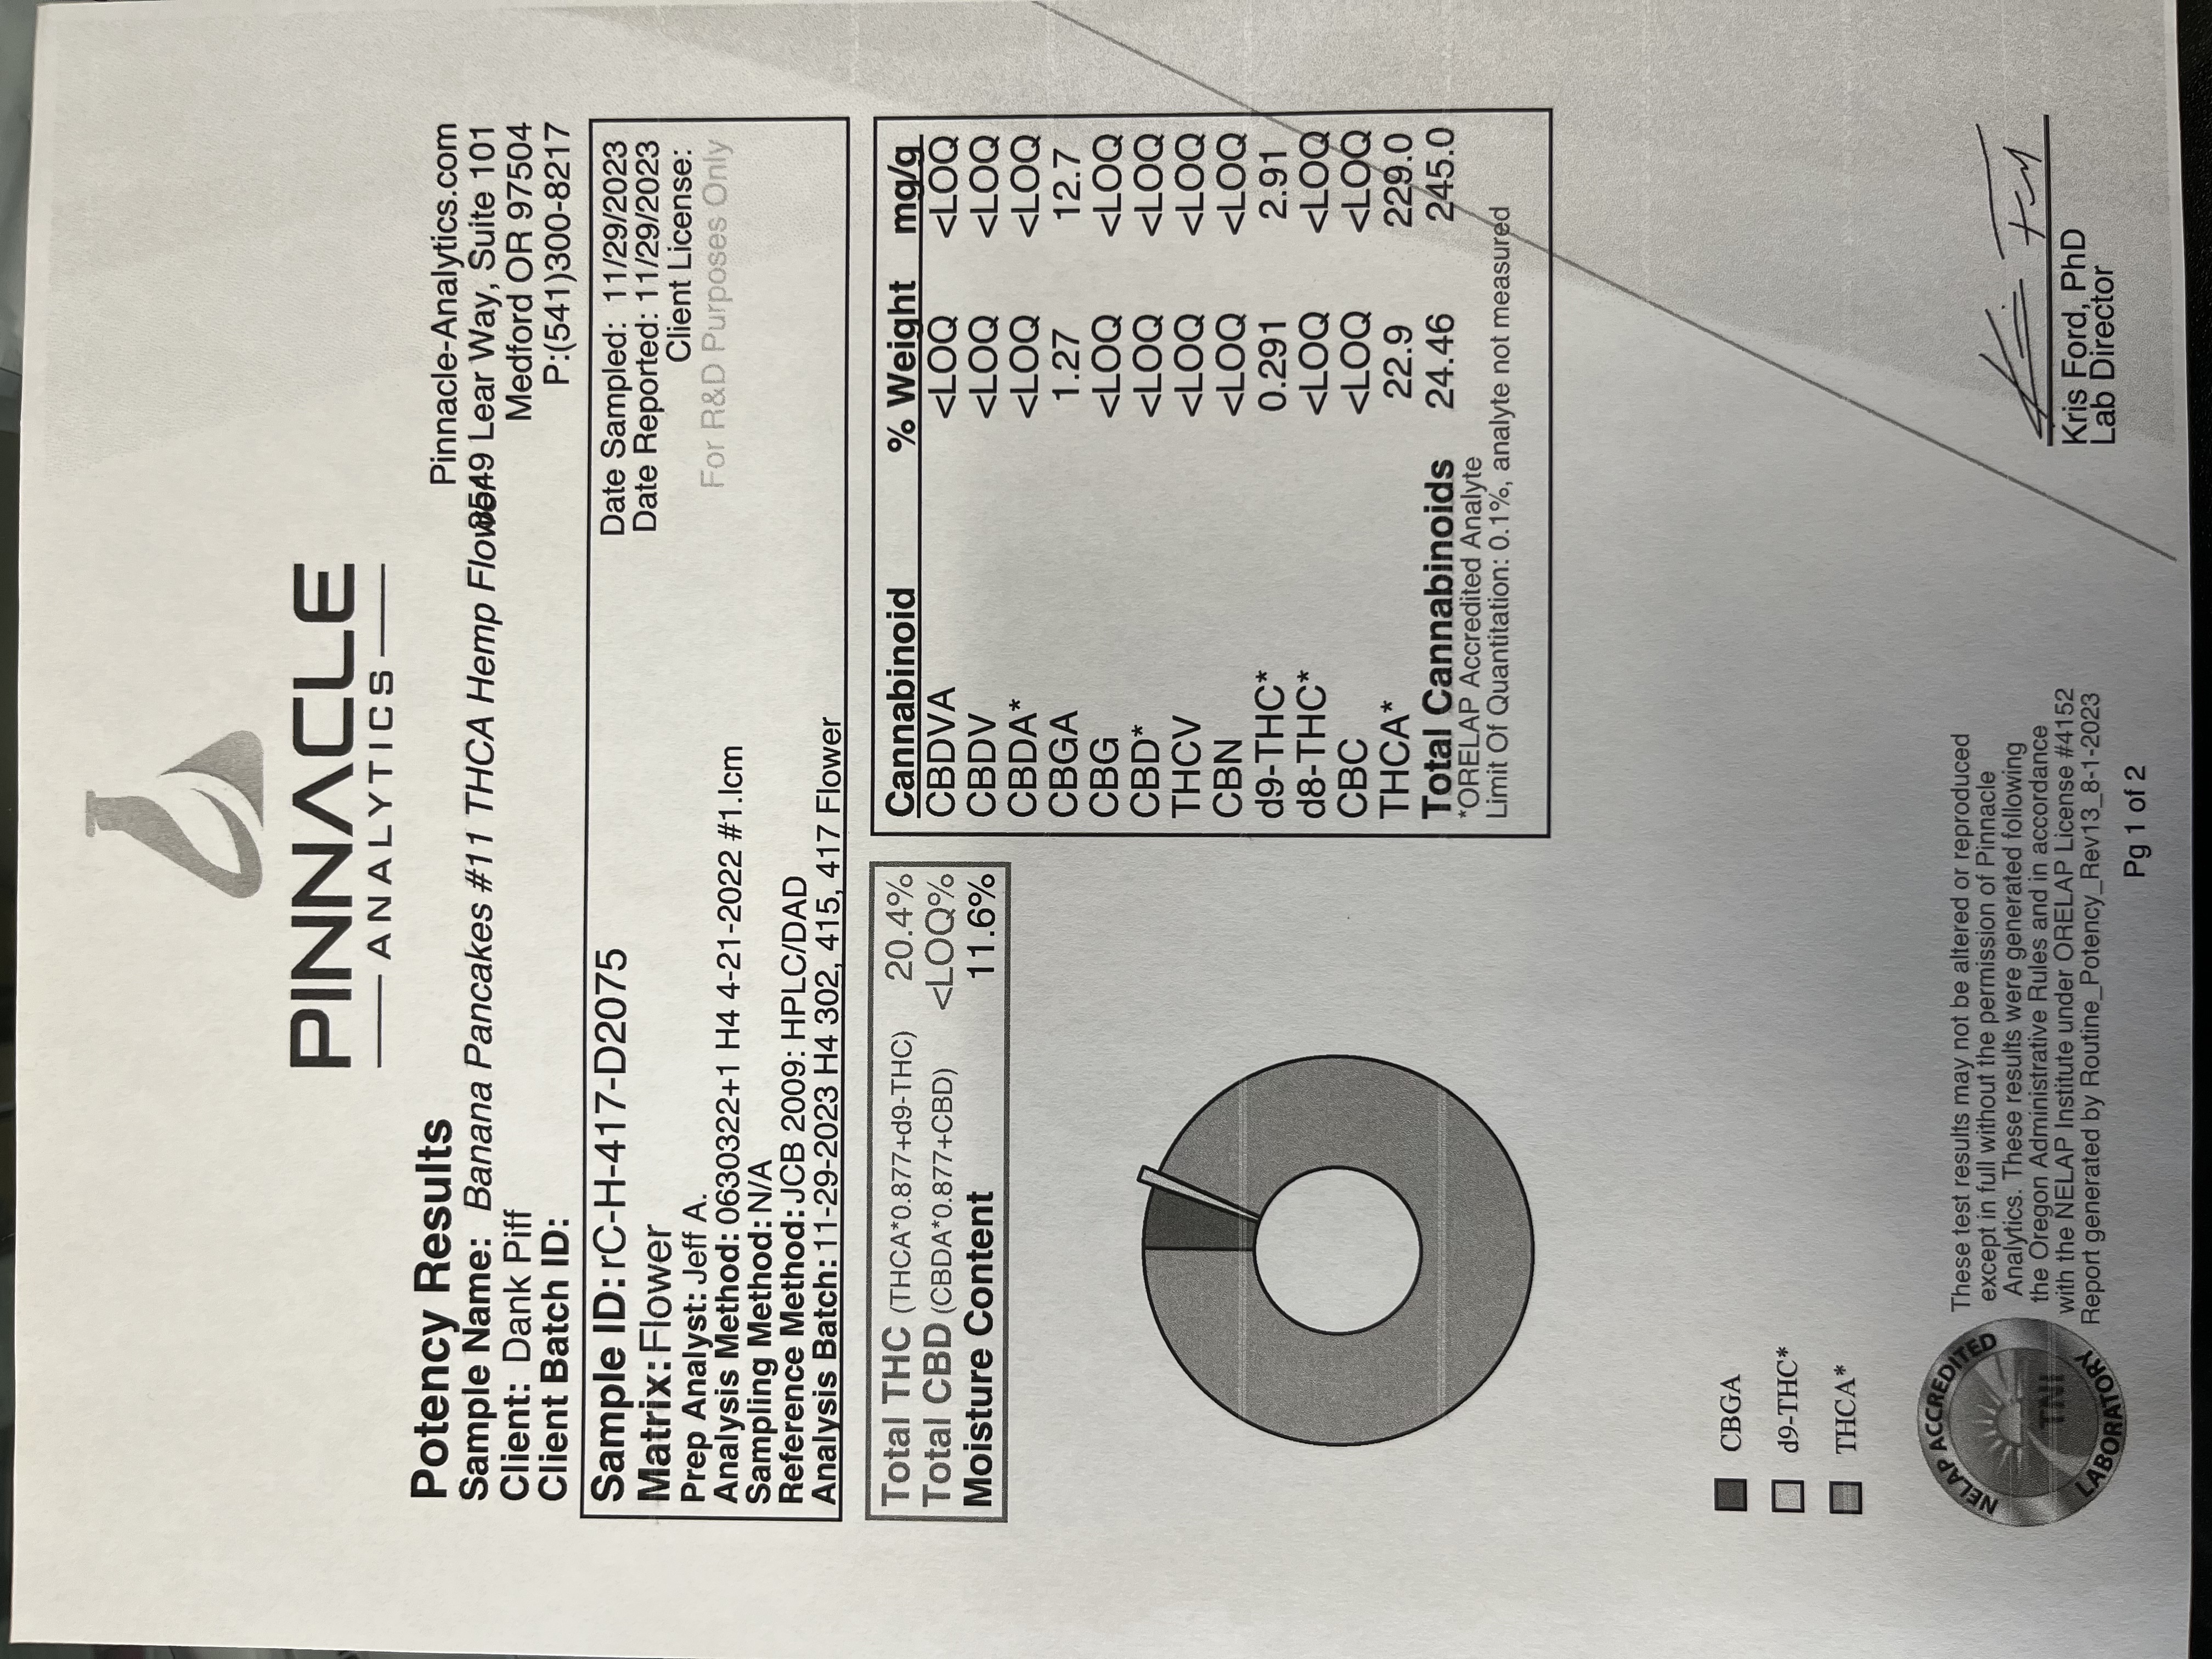 PINNACLE
ANALYTICS
Potency Results
Pinnacle-Analytics.com
Sample Name: Banana Pancakes #11 THCA Hemp Flower
2549 Lear Way, Suite 101
Client: Dank Piff
Medford OR 97504
Client Batch ID:
P:(541)300-8217
Sample ID: rC-H-417-D2075
Date Sampled: 11/29/2023
Matrix: Flower
Date Reported: 11/29/2023
Prep Analyst: Jeff A.
Client License:
Analysis Method: 0630322+1 H4 4-21-2022 #1.lcm
For R&D Purposes Only
Sampling Method: N/A
Reference Method: JCB 2009: HPLC/DAD
Analysis Batch: 11-29-2023 H4 302, 415, 417 Flower
Total THC (THCA*0.877+d9-THC) 20.4%
Total CBD (CBDA*0.877+CBD) <LOQ%
Moisture Content 11.6%
Cannabinoid % Weight mg/g
CBDVA <LOQ <LOQ
CBDV <LOQ <LOQ
CBDA* <LOQ <LOQ
CBGA 1.27 12.7
CBG <LOQ <LOQ
CBD* <LOQ <LOQ
THCV <LOQ <LOQ
CBN <LOQ <LOQ
d9-THC* 0.291 2.91
d8-THC* <LOQ <LOQ
CBC <LOQ <LOQ
THCA* 22.9 229.0
Total Cannabinoids 24.46 245.0
*ORELAP Accredited Analyte
Limit Of Quantitation: 0.1%, analyte not measured
CBGA
d9-THC*
THCA*
NELAP ACCREDITED
TNI
LABORATORY
These test results may not be altered or reproduced
except in full without the permission of Pinnacle
Analytics. These results were generated following
the Oregon Administrative Rules and in accordance
with the NELAP Institute under ORELAP License #4152
Report generated by Routine_Potency_Rev13_8-1-2023
Kris Ford, PhD
Lab Director
Pg 1 of 2